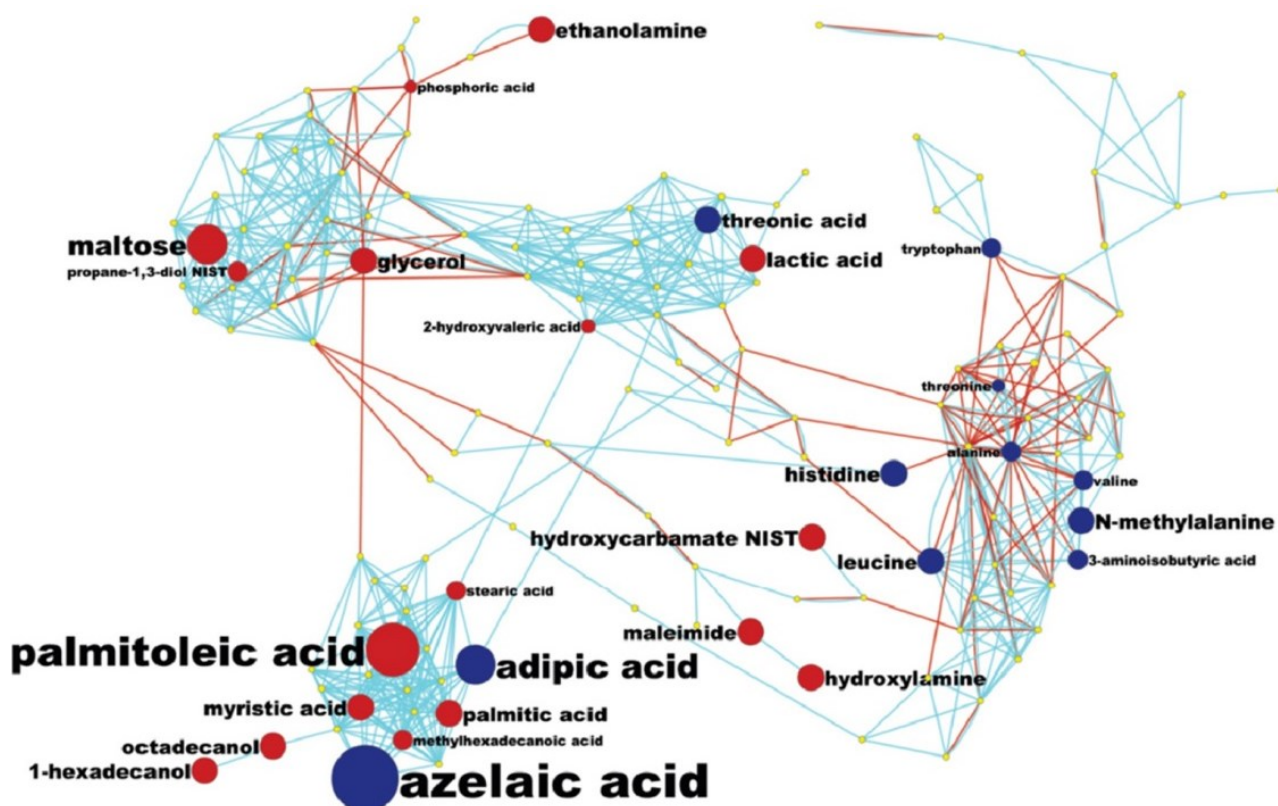 ethanolamine
phosphoric acid
threonic acid
maltose
tryptophan
propane-1,3-diol NIST
glycerol
lactic acid
2-hydroxyvaleric acid
threonine
alanine
histidine
valine
N-methylalanine
hydroxycarbamate NIST
leucine
3-aminoisobutyric acid
stearic acid
maleimide
palmitoleic acid
adipic acid
hydroxylamine
myristic acid
palmitic acid
octadecanol
methylhexadecanoic acid
1-hexadecanol
azelaic acid